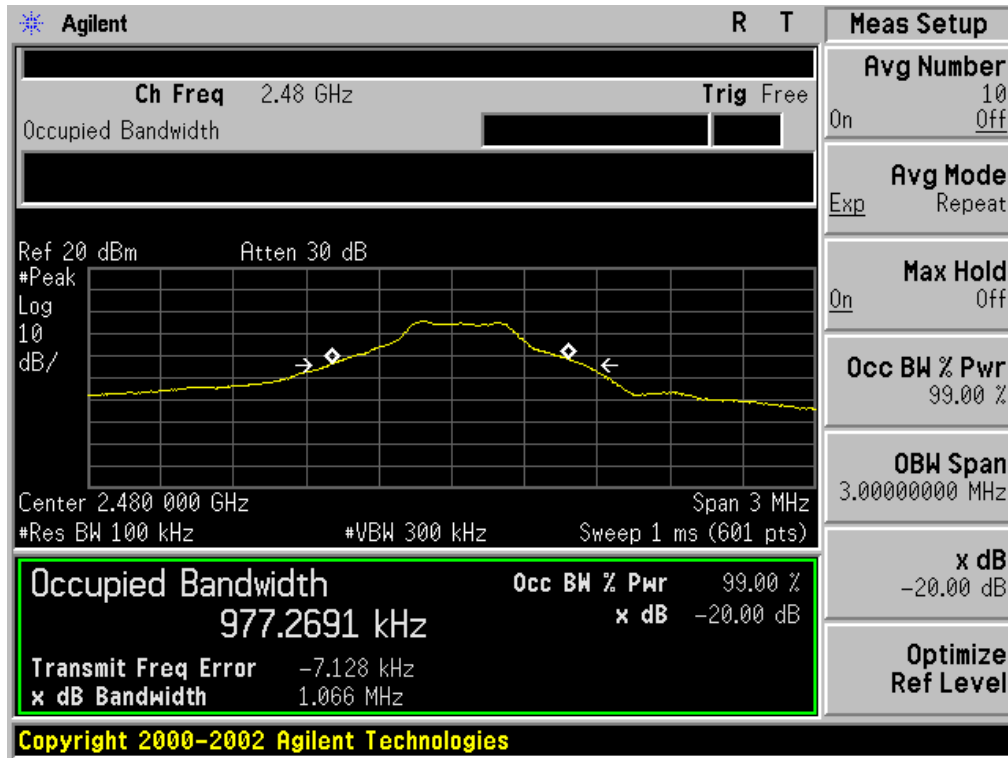 Agilent R T
Ch Freq 2.48 GHz Trig Free
Occupied Bandwidth
Ref 20 dBm Atten 30 dB
#Peak
Log
10
dB/
Center 2.480 000 GHz Span 3 MHz
#Res BW 100 kHz #VBW 300 kHz Sweep 1 ms (601 pts)
Occupied Bandwidth
977.2691 kHz
Occ BW % Pwr 99.00 %
x dB -20.00 dB
Transmit Freq Error -7.128 kHz
x dB Bandwidth 1.066 MHz
Copyright 2000-2002 Agilent Technologies
Meas Setup
Avg Number
10
On Off
Avg Mode
Exp Repeat
Max Hold
On Off
Occ BW % Pwr
99.00 %
OBW Span
3.00000000 MHz
x dB
-20.00 dB
Optimize
Ref Level